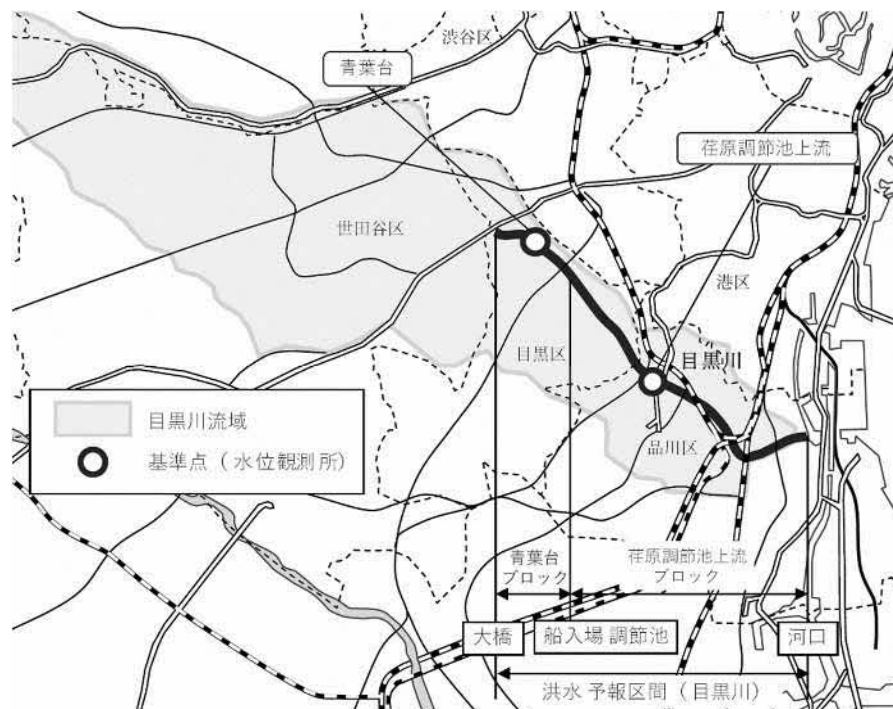 渋谷区
青葉台
荏原調節池上流
世田谷区
港区
目黒区
目黒川
品川区
目黒川流域
基準点（水位観測所）
青葉台
ブロック
荏原調節池上流
ブロック
大橋
船入場 調節池
河口
洪水 予報区間（目黒川）